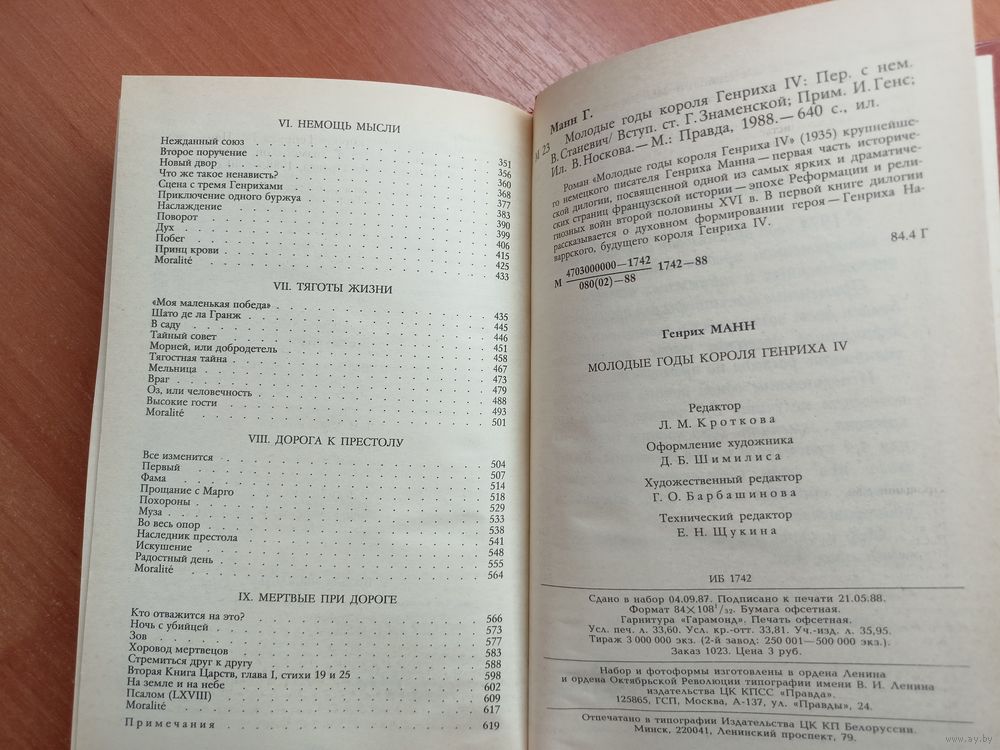 VI. НЕМОЩЬ МЫСЛИ
Нежданный союз . . . 351
Второе поручение . . . 356
Новый двор . . . 360
Что же такое ненависть? . . . 368
Сцена с тремя Генрихами . . . 377
Приключение одного буржуа . . . 383
Наслаждение . . . 390
Поворот . . . 399
Дух . . . 406
Побег . . . 415
Принц крови . . . 425
Moralité . . . 433
VII. ТЯГОТЫ ЖИЗНИ
«Моя маленькая победа» . . . 435
Шато де ла Гранж . . . 445
В саду . . . 446
Тайный совет . . . 451
Морней, или добродетель . . . 458
Тягостная тайна . . . 467
Мельница . . . 473
Враг . . . 479
Оз, или человечность . . . 488
Высокие гости . . . 493
Moralité . . . 501
VIII. ДОРОГА К ПРЕСТОЛУ
Все изменится . . . 504
Первый . . . 507
Фама . . . 514
Прощание с Марго . . . 518
Похороны . . . 529
Муза . . . 533
Во весь опор . . . 538
Наследник престола . . . 541
Искушение . . . 548
Радостный день . . . 555
Moralité . . . 564
IX. МЕРТВЫЕ ПРИ ДОРОГЕ
Кто отважится на это? . . . 566
Ночь с убийцей . . . 573
Зов . . . 577
Хоровод мертвецов . . . 583
Стремиться друг к другу . . . 588
Вторая Книга Царств, глава I, стихи 19 и 25 . . . 598
На земле и на небе . . . 602
Псалом (LXVIII) . . . 609
Moralité . . . 617
Примечания . . . 619
Манн Г.
М 23 Молодые годы короля Генриха IV: Пер. с нем.
В. Станевич/ Вступ. ст. Г. Знаменской; Прим. И. Генс;
Ил. В. Носкова.— М.: Правда, 1988.— 640 с., ил.
Роман «Молодые годы короля Генриха IV» (1935) крупнейше-
го немецкого писателя Генриха Манна — первая часть историче-
ской дилогии, посвященной одной из самых ярких и драматиче-
ских страниц французской истории — эпохе Реформации и рели-
гиозных войн второй половины XVI в. В первой книге дилогии
рассказывается о духовном формировании героя — Генриха На-
варрского, будущего короля Генриха IV.
84.4 Г
М 4703000000—1742 / 080(02)—88 1742—88
Генрих МАНН
МОЛОДЫЕ ГОДЫ КОРОЛЯ ГЕНРИХА IV
Редактор
Л. М. Кроткова
Оформление художника
Д. Б. Шимилиса
Художественный редактор
Г. О. Барбашинова
Технический редактор
Е. Н. Щукина
ИБ 1742
Сдано в набор 04.09.87. Подписано к печати 21.05.88.
Формат 84×108¹/₃₂. Бумага офсетная.
Гарнитура «Гарамонд». Печать офсетная.
Усл. печ. л. 33,60. Усл. кр.-отт. 33,81. Уч.-изд. л. 35,95.
Тираж 3 000 000 экз. (2-й завод: 250 001—500 000 экз.).
Заказ 1023. Цена 3 руб.
Набор и фотоформы изготовлены в ордена Ленина
и ордена Октябрьской Революции типографии имени В. И. Ленина
издательства ЦК КПСС «Правда».
125865, ГСП, Москва, А-137, ул. «Правды», 24.
Отпечатано в типографии Издательства ЦК КП Белоруссии.
Минск, 220041, Ленинский проспект, 79.
www.ay.by